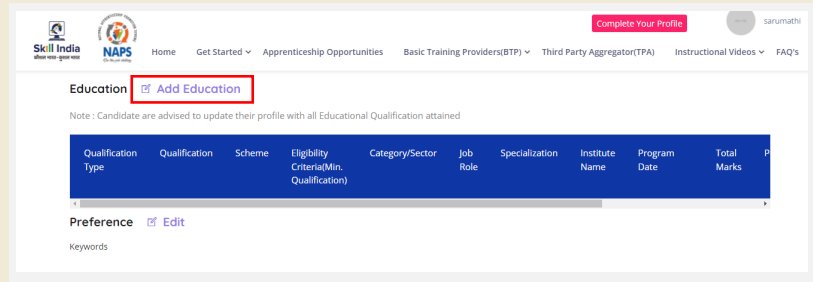 Complete Your Profile
sarumathi
Skill India
कौशल भारत-कुशल भारत
NAPS
Home Get Started Apprenticeship Opportunities Basic Training Providers(BTP) Third Party Aggregator(TPA) Instructional Videos FAQ's
Education Add Education
Note : Candidate are advised to update their profile with all Educational Qualification attained
Qualification Type Qualification Scheme Eligibility Criteria(Min. Qualification) Category/Sector Job Role Specialization Institute Name Program Date Total Marks P
Preference Edit
Keywords